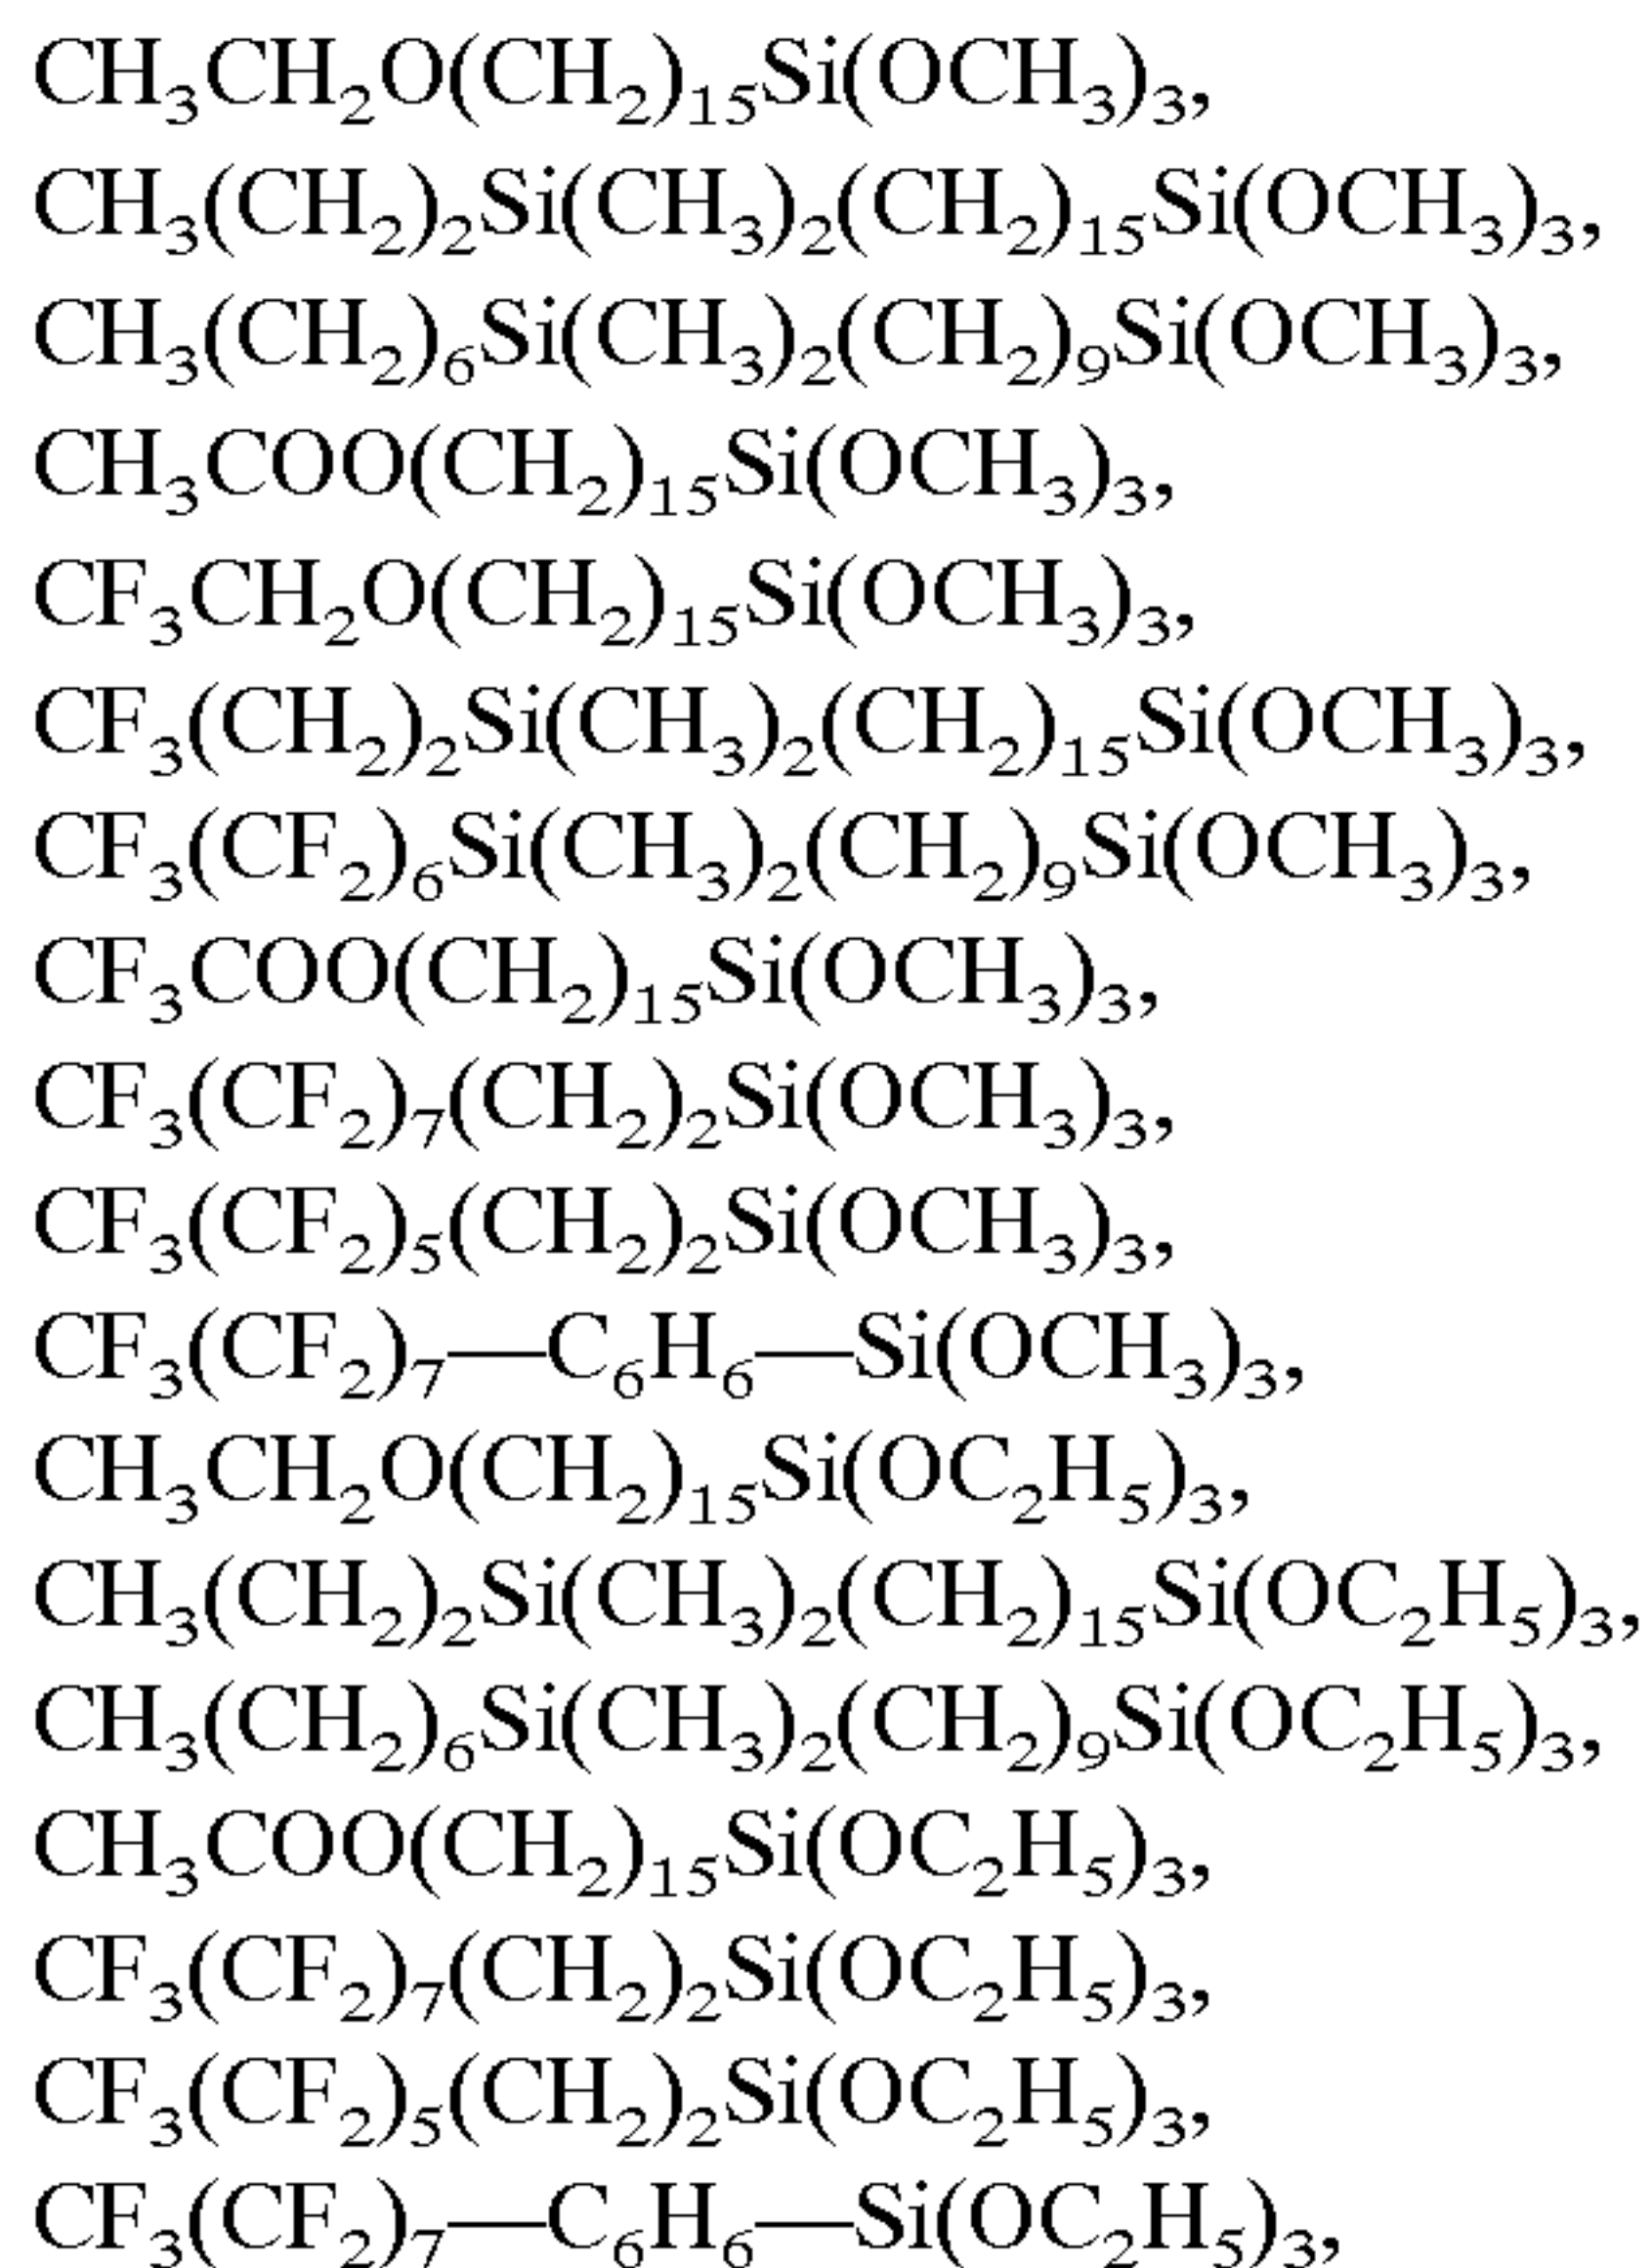 CH₃CH₂O(CH₂)₁₅Si(OCH₃)₃,
CH₃(CH₂)₂Si(CH₃)₂(CH₂)₁₅Si(OCH₃)₃,
CH₃(CH₂)₆Si(CH₃)₂(CH₂)₉Si(OCH₃)₃,
CH₃COO(CH₂)₁₅Si(OCH₃)₃,
CF₃CH₂O(CH₂)₁₅Si(OCH₃)₃,
CF₃(CH₂)₂Si(CH₃)₂(CH₂)₁₅Si(OCH₃)₃,
CF₃(CF₂)₆Si(CH₃)₂(CH₂)₉Si(OCH₃)₃,
CF₃COO(CH₂)₁₅Si(OCH₃)₃,
CF₃(CF₂)₇(CH₂)₂Si(OCH₃)₃,
CF₃(CF₂)₅(CH₂)₂Si(OCH₃)₃,
CF₃(CF₂)₇—C₆H₆—Si(OCH₃)₃,
CH₃CH₂O(CH₂)₁₅Si(OC₂H₅)₃,
CH₃(CH₂)₂Si(CH₃)₂(CH₂)₁₅Si(OC₂H₅)₃,
CH₃(CH₂)₆Si(CH₃)₂(CH₂)₉Si(OC₂H₅)₃,
CH₃COO(CH₂)₁₅Si(OC₂H₅)₃,
CF₃(CF₂)₇(CH₂)₂Si(OC₂H₅)₃,
CF₃(CF₂)₅(CH₂)₂Si(OC₂H₅)₃,
CF₃(CF₂)₇—C₆H₆—Si(OC₂H₅)₃,